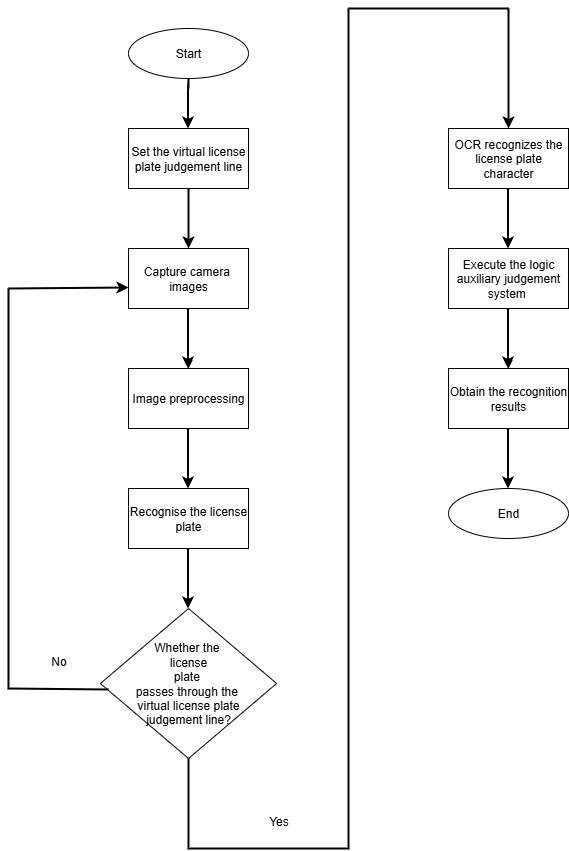 Start
Set the virtual license
plate judgement line
Capture camera
images
Image preprocessing
Recognise the license
plate
Whether the
license
plate
passes through the
virtual license plate
judgement line?
No
Yes
OCR recognizes the
license plate
character
Execute the logic
auxiliary judgement
system
Obtain the recognition
results
End